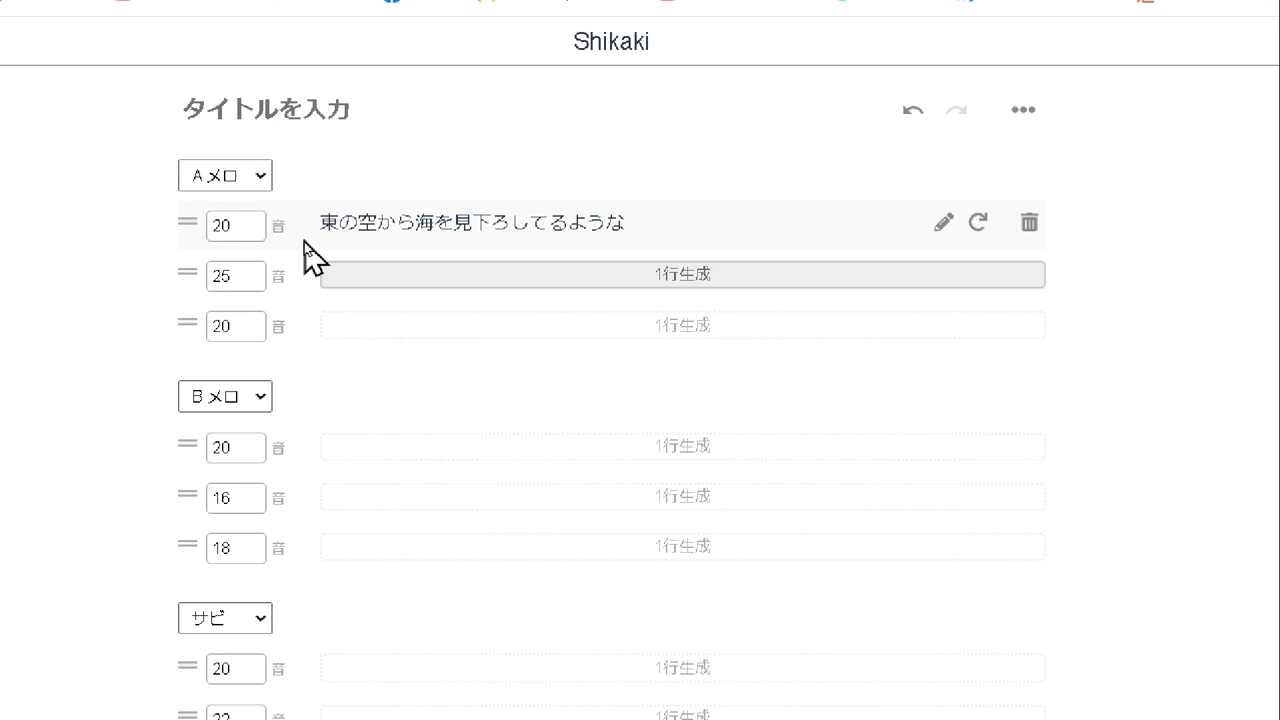 Shikaki
タイトルを入力
Aメロ
20 音 東の空から海を見下ろしてるような
25 音 1行生成
20 音 1行生成
Bメロ
20 音 1行生成
16 音 1行生成
18 音 1行生成
サビ
20 音 1行生成
22 音 1行生成